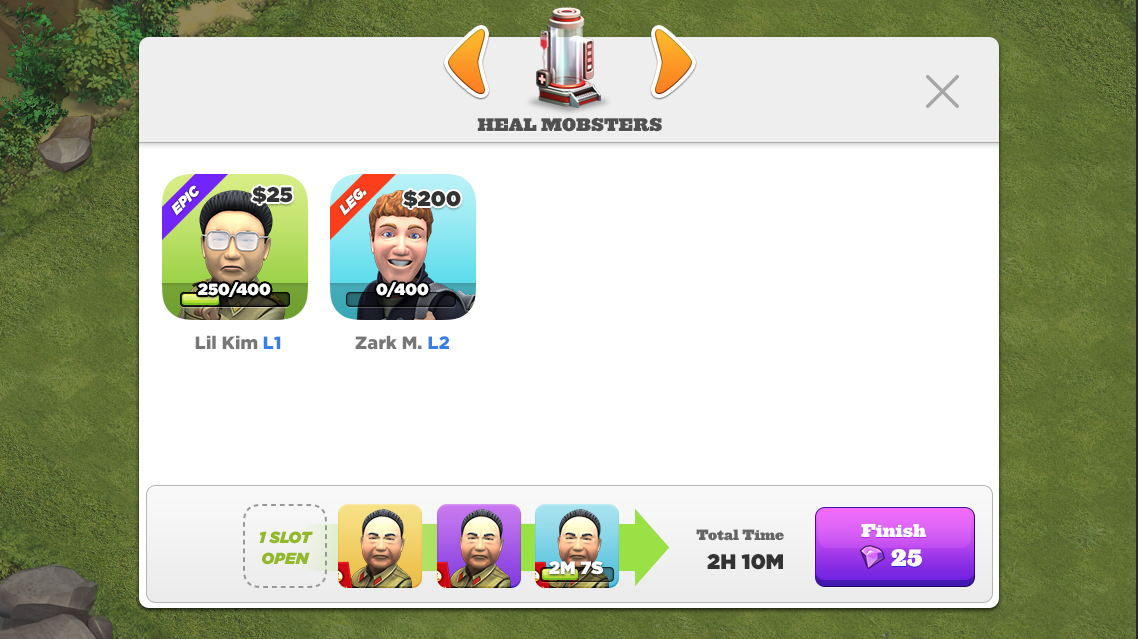 HEAL MOBSTERS
EPIC
$25
250/400
Lil Kim L1
LEG.
$200
0/400
Zark M. L2
1 SLOT
OPEN
2M 7S
Total Time
2H 10M
Finish
25